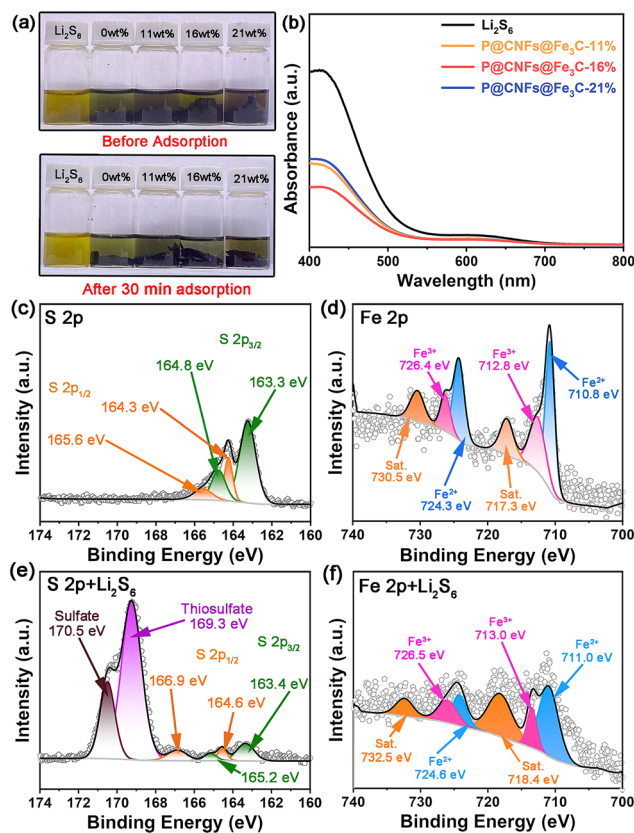 (a)
Li₂S₆ 0wt% 11wt% 16wt% 21wt%
Before Adsorption
Li₂S₆ 0wt% 11wt% 16wt% 21wt%
After 30 min adsorption
(b)
Li₂S₆
P@CNFs@Fe₃C-11%
P@CNFs@Fe₃C-16%
P@CNFs@Fe₃C-21%
Absorbance (a.u.)
400 500 600 700 800
Wavelength (nm)
(c)
S 2p
S 2p₃/₂
164.8 eV
163.3 eV
S 2p₁/₂
164.3 eV
165.6 eV
Intensity (a.u.)
174 172 170 168 166 164 162 160
Binding Energy (eV)
(d)
Fe 2p
Fe³⁺
726.4 eV
Fe³⁺
712.8 eV
Fe²⁺
710.8 eV
Sat.
730.5 eV
Fe²⁺
724.3 eV
Sat.
717.3 eV
Intensity (a.u.)
740 730 720 710 700
Binding Energy (eV)
(e)
S 2p+Li₂S₆
Sulfate
170.5 eV
Thiosulfate
169.3 eV
S 2p₁/₂
166.9 eV
164.6 eV
S 2p₃/₂
163.4 eV
165.2 eV
Intensity (a.u.)
174 172 170 168 166 164 162 160
Binding Energy (eV)
(f)
Fe 2p+Li₂S₆
Fe³⁺
726.5 eV
Fe³⁺
713.0 eV
Fe²⁺
711.0 eV
Sat.
732.5 eV
Fe²⁺
724.6 eV
Sat.
718.4 eV
Intensity (a.u.)
740 730 720 710 700
Binding Energy (eV)